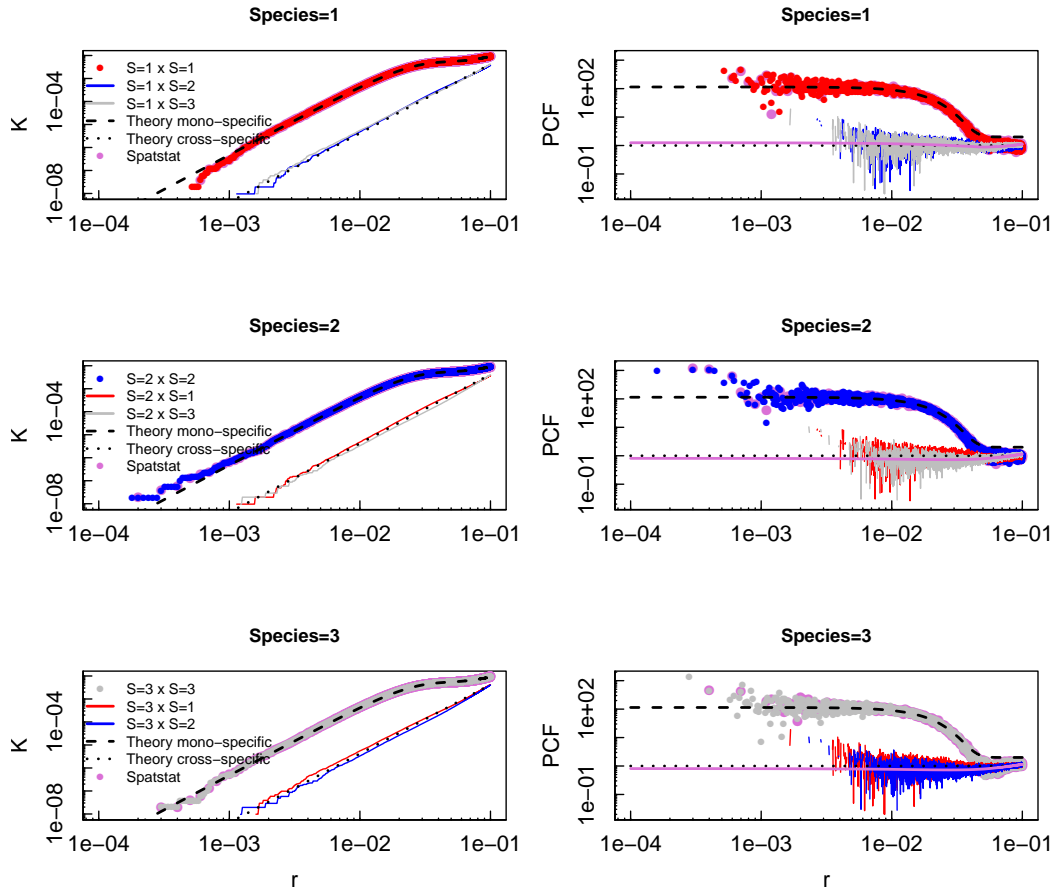 Species=1
K
1e−08
1e−04
S=1 x S=1
S=1 x S=2
S=1 x S=3
Theory mono−specific
Theory cross−specific
Spatstat
1e−04
1e−03
1e−02
1e−01
Species=1
PCF
1e−01
1e+02
1e−04
1e−03
1e−02
1e−01
Species=2
K
1e−08
1e−04
S=2 x S=2
S=2 x S=1
S=2 x S=3
Theory mono−specific
Theory cross−specific
Spatstat
1e−04
1e−03
1e−02
1e−01
Species=2
PCF
1e−01
1e+02
1e−04
1e−03
1e−02
1e−01
Species=3
K
1e−08
1e−04
S=3 x S=3
S=3 x S=1
S=3 x S=2
Theory mono−specific
Theory cross−specific
Spatstat
1e−04
1e−03
1e−02
1e−01
r
Species=3
PCF
1e−01
1e+02
1e−04
1e−03
1e−02
1e−01
r